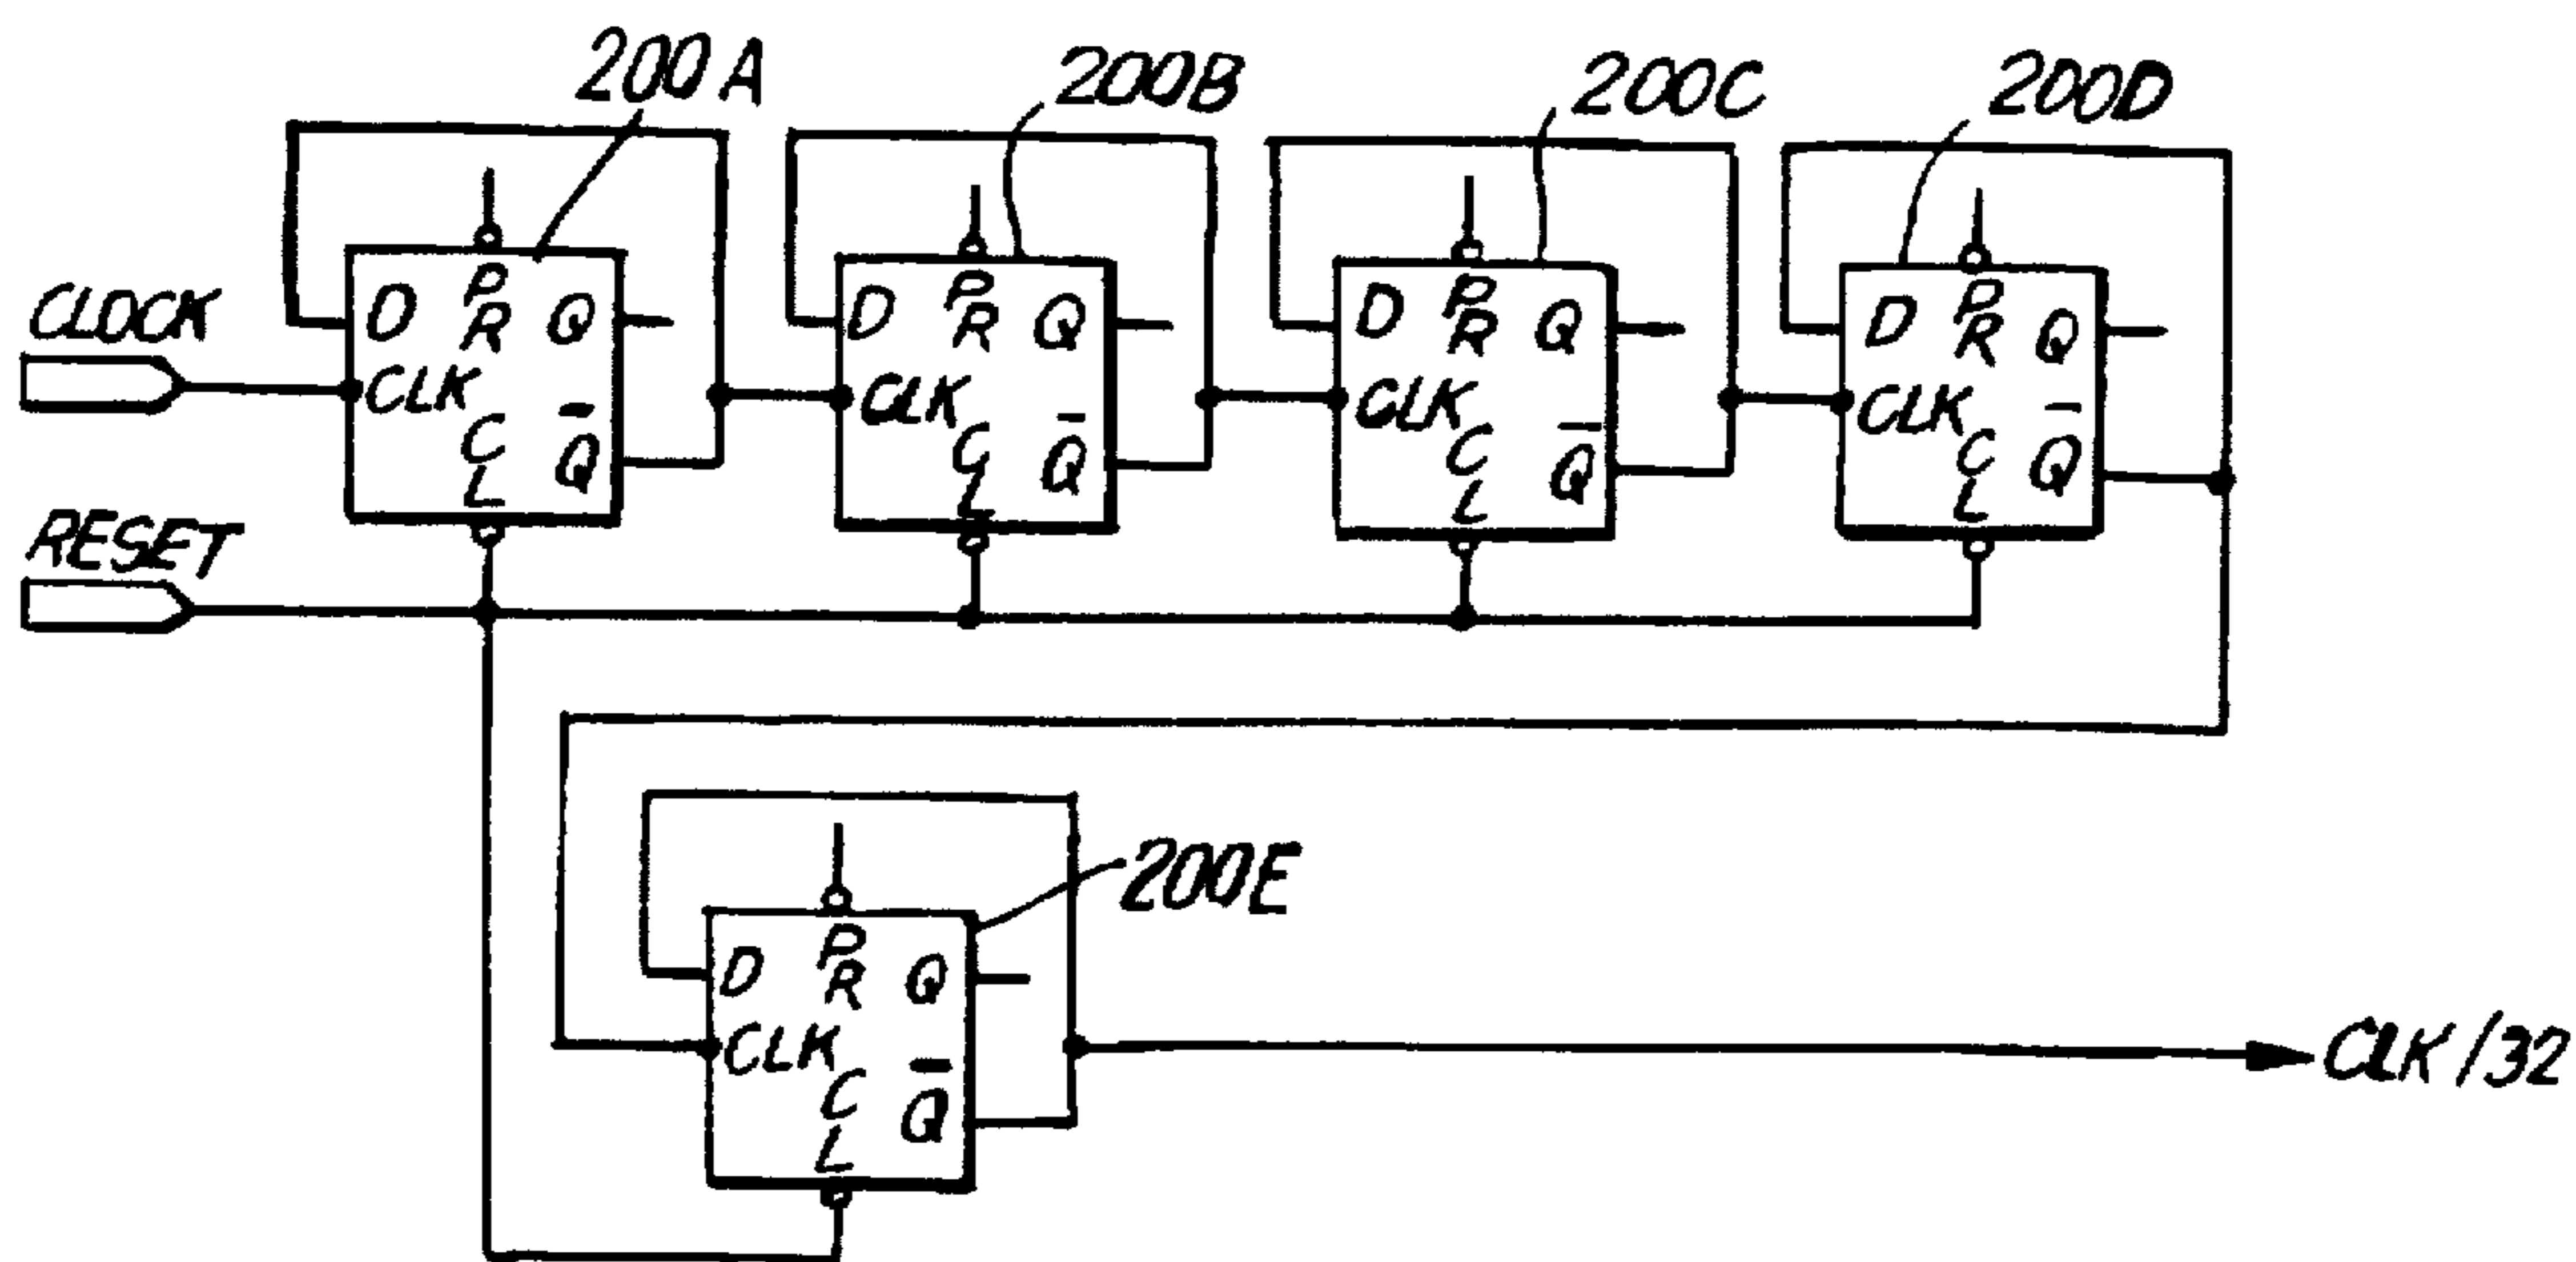 200A
200B
200C
200D
CLOCK
D
PR
Q
CLK
CL
Q̅
D
PR
Q
CLK
CL
Q̅
D
PR
Q
CLK
CL
Q̅
D
PR
Q
CLK
CL
Q̅
RESET
200E
D
PR
Q
CLK
CL
Q̅
CLK/32